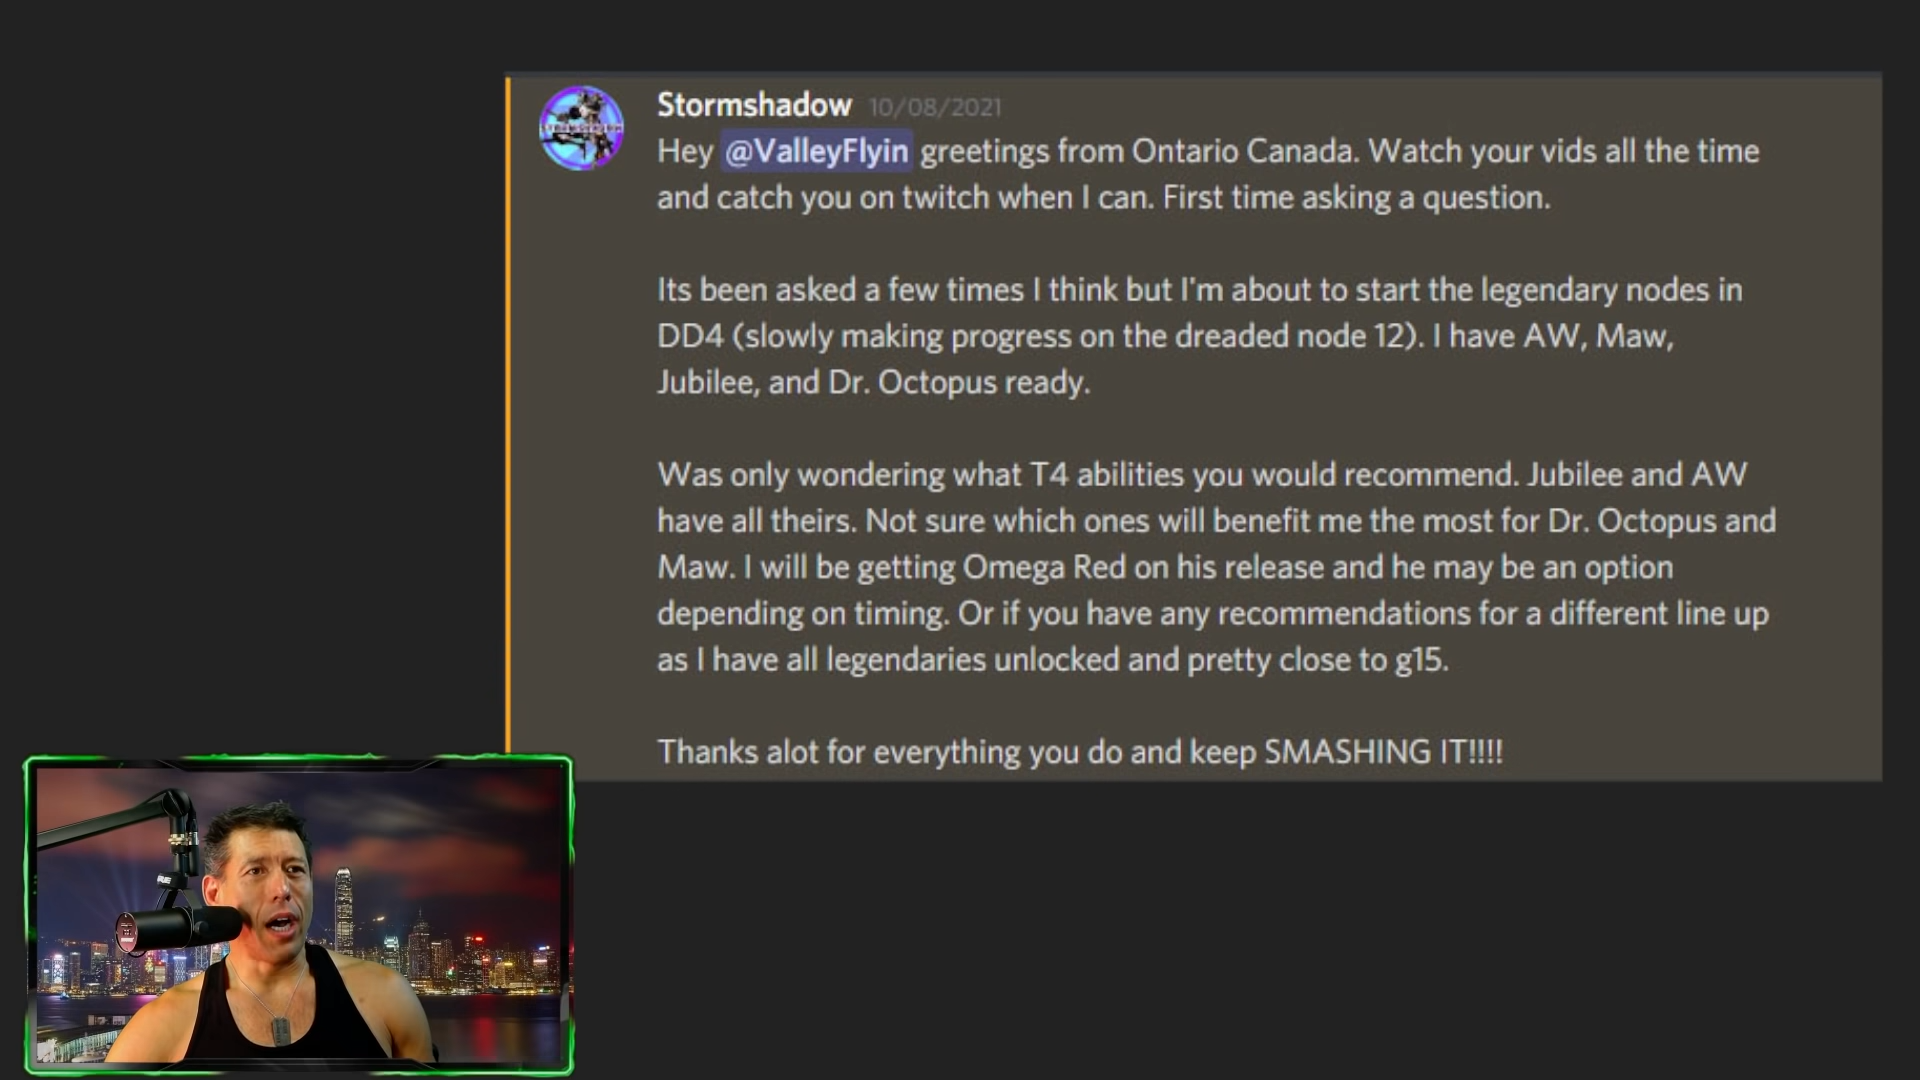 Stormshadow 10/08/2021
Hey @ValleyFlyin greetings from Ontario Canada. Watch your vids all the time
and catch you on twitch when I can. First time asking a question.
Its been asked a few times I think but I'm about to start the legendary nodes in
DD4 (slowly making progress on the dreaded node 12). I have AW, Maw,
Jubilee, and Dr. Octopus ready.
Was only wondering what T4 abilities you would recommend. Jubilee and AW
have all theirs. Not sure which ones will benefit me the most for Dr. Octopus and
Maw. I will be getting Omega Red on his release and he may be an option
depending on timing. Or if you have any recommendations for a different line up
as I have all legendaries unlocked and pretty close to g15.
Thanks alot for everything you do and keep SMASHING IT!!!!